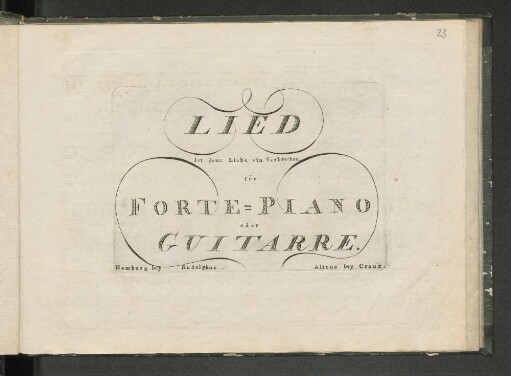 23
LIED
Ist denn Liebe ein Verbrechen
für
FORTE=PIANO
oder
GUITARRE.
Hamburg bey Rudolphus. Altona bey Cranz.